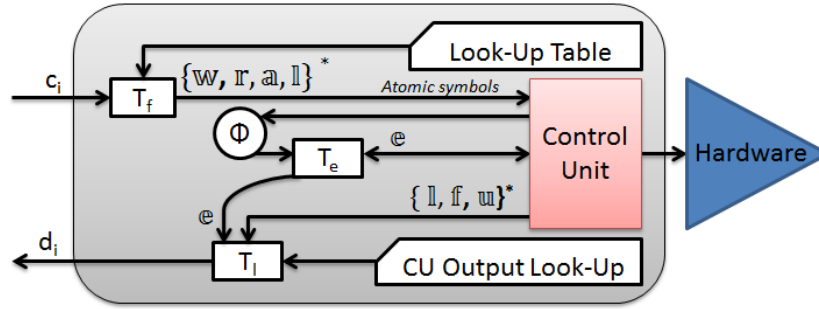 Look-Up Table
c_i
T_f
{𝕨, 𝕣, 𝕒, 𝕝}*
Atomic symbols
Φ
T_e
𝕖
Control
Unit
Hardware
{ 𝕝, 𝕗, 𝕦}*
𝕖
d_i
T_l
CU Output Look-Up